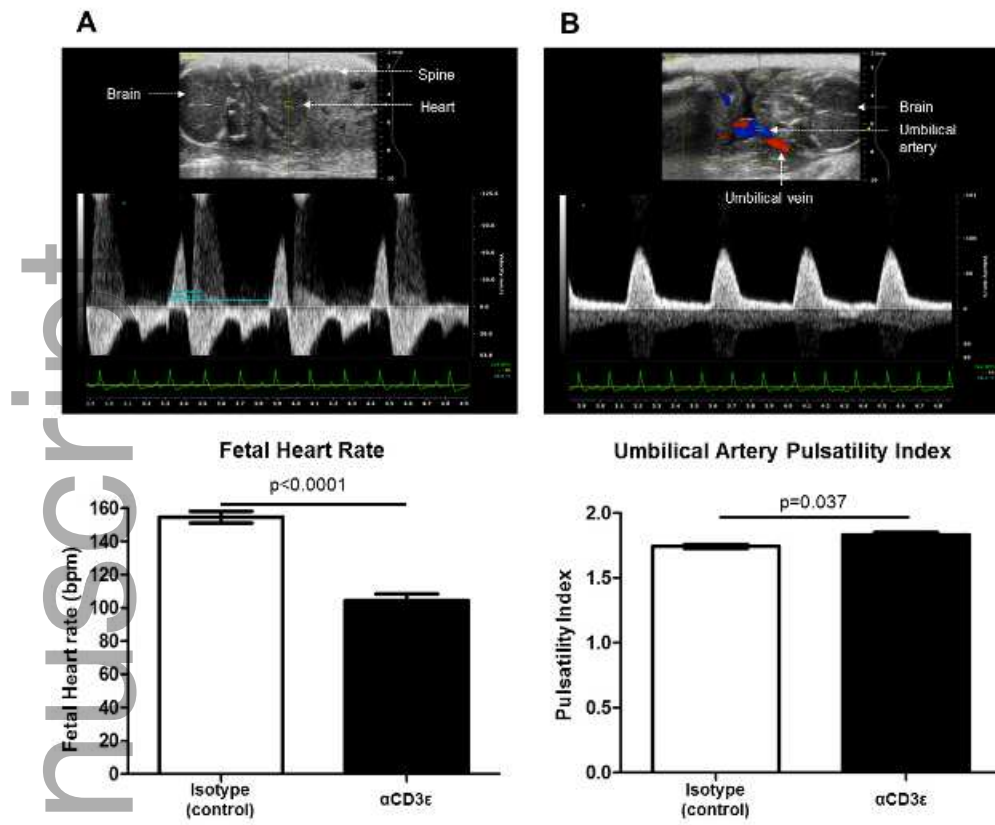 A
Brain
Spine
Heart
B
Brain
Umbilical
artery
Umbilical vein
nuscript
Fetal Heart Rate
p<0.0001
Fetal Heart rate (bpm)
160
140
120
100
80
60
40
20
0
Isotype
(control)
αCD3ε
Umbilical Artery Pulsatility Index
p=0.037
Pulsatility Index
2.0
1.5
1.0
0.5
0.0
Isotype
(control)
αCD3ε